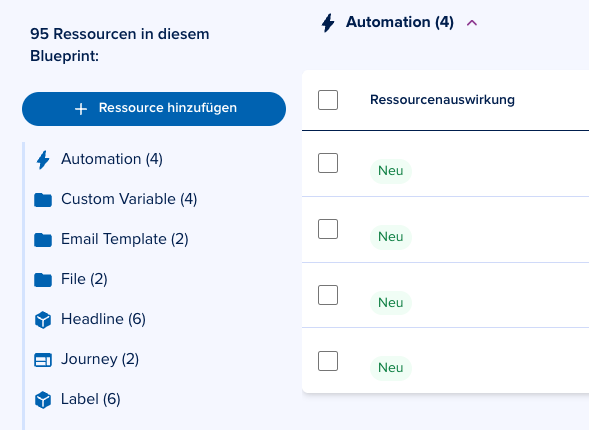 95 Ressourcen in diesem
Blueprint:
Ressource hinzufügen
Automation (4)
Custom Variable (4)
Email Template (2)
File (2)
Headline (6)
Journey (2)
Label (6)
Automation (4)
Ressourcenauswirkung
Neu
Neu
Neu
Neu